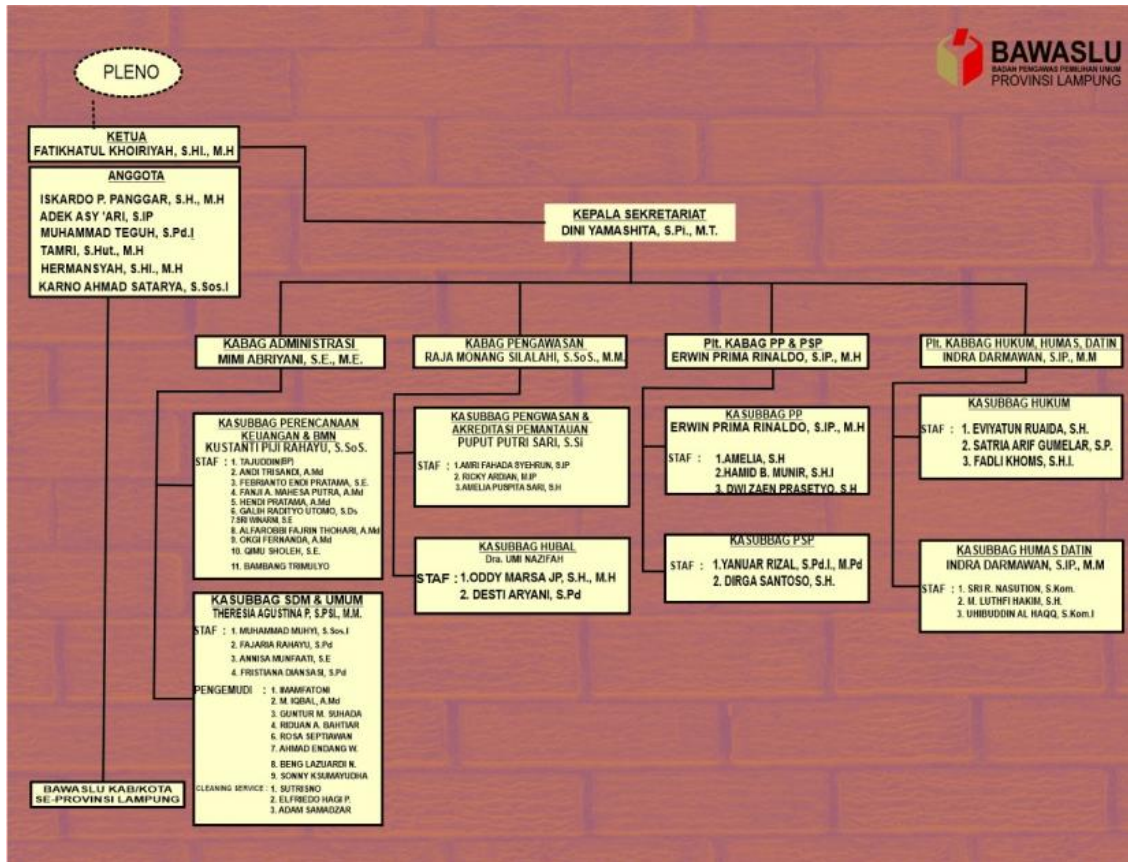 PLENO
BAWASLU
BADAN PENGAWAS PEMILIHAN UMUM
PROVINSI LAMPUNG
KETUA
FATIKHATUL KHOIRIYAH, S.HI., M.H
ANGGOTA
ISKARDO P. PANGGAR, S.H., M.H
ADEK ASY 'ARI, S.IP
MUHAMMAD TEGUH, S.Pd.I
TAMRI, S.Hut., M.H
HERMANSYAH, S.HI., M.H
KARNO AHMAD SATARYA, S.Sos.I
KEPALA SEKRETARIAT
DINI YAMASHITA, S.Pi., M.T.
KABAG ADMINISTRASI
MIMI ABRIYANI, S.E., M.E.
KABAG PENGAWASAN
RAJA MONANG SILALAHI, S.SoS., M.M.
Plt. KABAG PP & PSP
ERWIN PRIMA RINALDO, S.IP., M.H
Plt. KABBAG HUKUM, HUMAS, DATIN
INDRA DARMAWAN, S.IP., M.M
KASUBBAG PERENCANAAN
KEUANGAN & BMN
KUSTANTI PIJI RAHAYU, S.SoS.
STAF : 1. TAJUDDIN(BP)
2. ANDI TRISANDI, A.Md
3. FEBRIANTO ENDI PRATAMA, S.E.
4. FANJI A. MAHESA PUTRA, A.Md
5. HENDI PRATAMA, A.Md
6. GALIH RADITYO UTOMO, S.Ds
7.SRI WINARNI, S.E
8. ALFAROBBI FAJRIN THOHARI, A.Md
9. OKGI FERNANDA, A.Md
10. QIMU SHOLEH, S.E.
11. BAMBANG TRIMULYO
KASUBBAG SDM & UMUM
THERESIA AGUSTINA P, S.PSI., M.M.
STAF : 1. MUHAMMAD MUHYI, S.Sos.I
2. FAJARIA RAHAYU, S.Pd
3. ANNISA MUNFAATI, S.E
4. FRISTIANA DIANSASI, S.Pd
PENGEMUDI : 1. IMAMFATONI
2. M. IQBAL, A.Md
3. GUNTUR M. SUHADA
4. RIDUAN A. BAHTIAR
6. ROSA SEPTIAWAN
7. AHMAD ENDANG W.
8. BENG LAZUARDI N.
9. SONNY KSUMAYUDHA
CLEANING SERVICE : 1. SUTRISNO
2. ELFRIEDO HAGI P.
3. ADAM SAMADZAR
KASUBBAG PENGWASAN &
AKREDITASI PEMANTAUAN
PUPUT PUTRI SARI, S.Si
STAF : 1.AMRI FAHADA SYEHRUN, S.IP
2. RICKY ARDIAN, M.IP
3.AMELIA PUSPITA SARI, S.H
KASUBBAG HUBAL
Dra. UMI NAZIFAH
STAF : 1.ODDY MARSA JP, S.H., M.H
2. DESTI ARYANI, S.Pd
KASUBBAG PP
ERWIN PRIMA RINALDO, S.IP., M.H
STAF : 1.AMELIA, S.H
2.HAMID B. MUNIR, S.H.I
3. DWI ZAEN PRASETYO, S.H
KASUBBAG PSP
STAF : 1.YANUAR RIZAL, S.Pd.I., M.Pd
2. DIRGA SANTOSO, S.H.
KASUBBAG HUKUM
STAF : 1. EVIYATUN RUAIDA, S.H.
2. SATRIA ARIF GUMELAR, S.P.
3. FADLI KHOMS, S.H.I.
KASUBBAG HUMAS DATIN
INDRA DARMAWAN, S.IP., M.M
STAF : 1. SRI R. NASUTION, S.Kom.
2. M. LUTHFI HAKIM, S.H.
3. UHIBUDDIN AL HAQQ, S.Kom.I
BAWASLU KAB/KOTA
SE-PROVINSI LAMPUNG